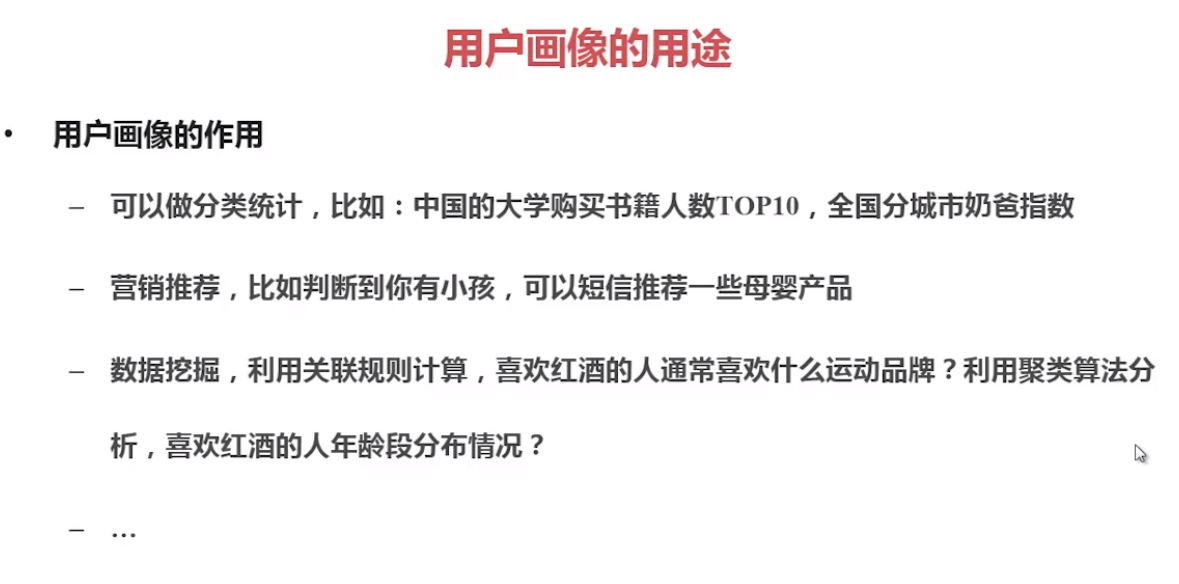 用户画像的用途
• 用户画像的作用
– 可以做分类统计，比如：中国的大学购买书籍人数TOP10，全国分城市奶爸指数
– 营销推荐，比如判断到你有小孩，可以短信推荐一些母婴产品
– 数据挖掘，利用关联规则计算，喜欢红酒的人通常喜欢什么运动品牌？利用聚类算法分
析，喜欢红酒的人年龄段分布情况？
– …